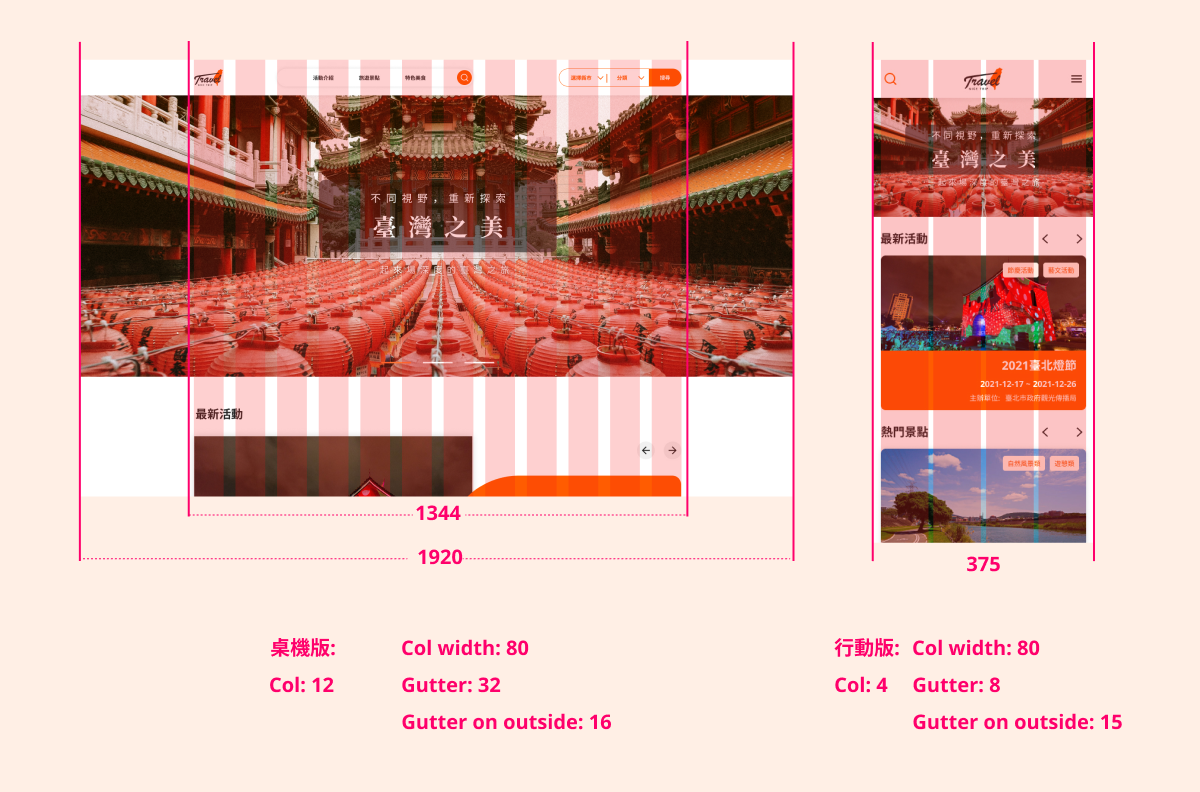 Travel
活動介紹
旅遊景點
特色美食
選擇縣市
分類
搜尋
不同視野，重新探索
臺灣之美
一起來場深度的臺灣之旅
最新活動
1344
1920
Travel
不同視野，重新探索
臺灣之美
一起來場深度的臺灣之旅
最新活動
節慶活動
藝文活動
2021臺北燈節
2021-12-17 ~ 2021-12-26
主辦單位：臺北市政府觀光傳播局
熱門景點
自然風景類
遊憩類
375
桌機版:
Col: 12
Col width: 80
Gutter: 32
Gutter on outside: 16
行動版:
Col: 4
Col width: 80
Gutter: 8
Gutter on outside: 15